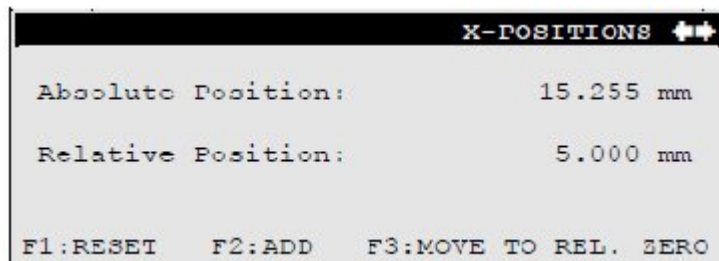 X-POSITIONS
Absolute Position: 15.255 mm
Relative Position: 5.000 mm
F1:RESET F2:ADD F3:MOVE TO REL. ZERO